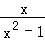 x
x² − 1